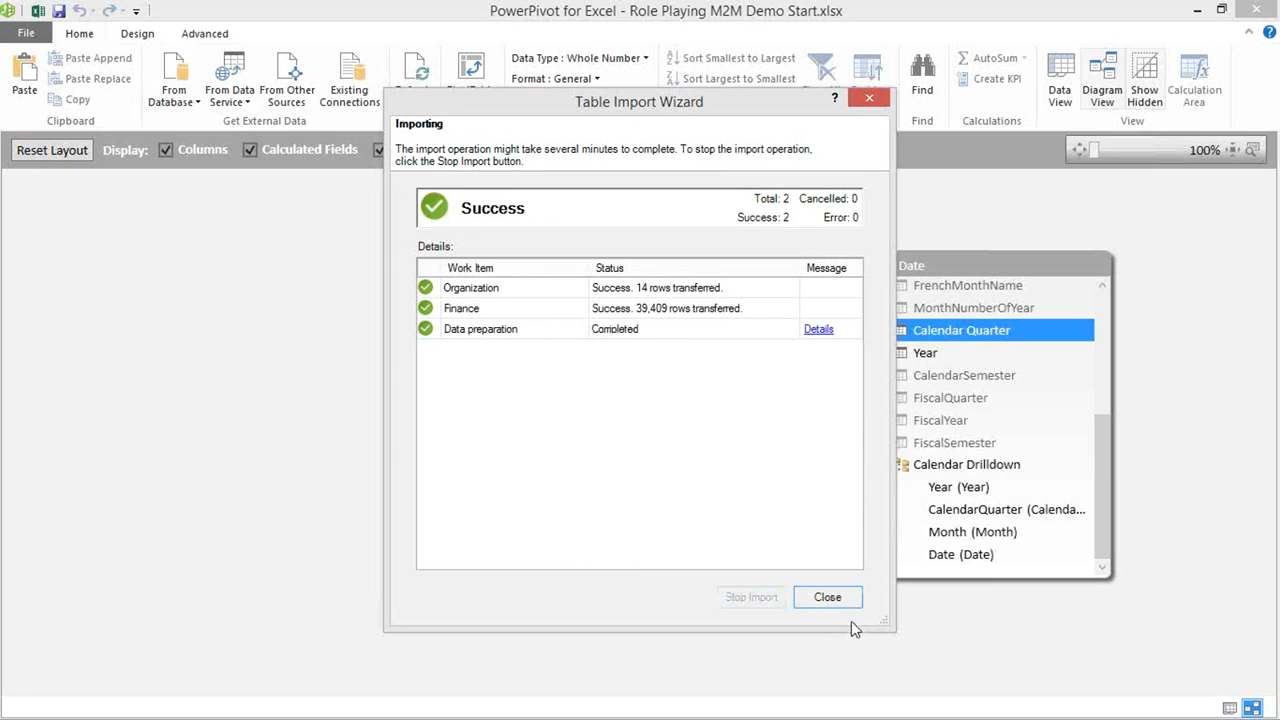 PowerPivot for Excel - Role Playing M2M Demo Start.xlsx
File Home Design Advanced
Paste
Paste Append
Paste Replace
Copy
Clipboard
From Database
From Data Service
From Other Sources
Existing Connections
Get External Data
Data Type : Whole Number
Format : General
Sort Smallest to Largest
Sort Largest to Smallest
Find
Find
AutoSum
Create KPI
Calculations
Data View
Diagram View
Show Hidden
Calculation Area
View
Reset Layout Display: Columns Calculated Fields
100%
Table Import Wizard
?
Importing
The import operation might take several minutes to complete. To stop the import operation,
click the Stop Import button.
Success
Total: 2 Cancelled: 0
Success: 2 Error: 0
Details:
Work Item Status Message
Organization Success. 14 rows transferred.
Finance Success. 39,409 rows transferred.
Data preparation Completed Details
Stop Import Close
Date
FrenchMonthName
MonthNumberOfYear
Calendar Quarter
Year
CalendarSemester
FiscalQuarter
FiscalYear
FiscalSemester
Calendar Drilldown
Year (Year)
CalendarQuarter (Calenda...
Month (Month)
Date (Date)